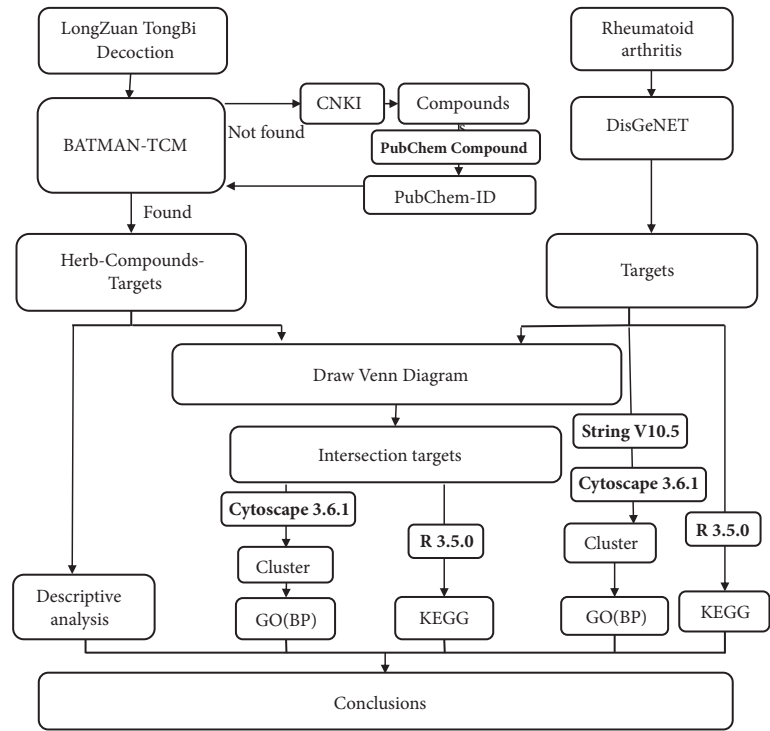 LongZuan TongBi
Decoction
Rheumatoid
arthritis
BATMAN-TCM
Not found
CNKI
Compounds
PubChem Compound
PubChem-ID
DisGeNET
Found
Herb-Compounds-
Targets
Targets
Draw Venn Diagram
Intersection targets
String V10.5
Cytoscape 3.6.1
Cytoscape 3.6.1
R 3.5.0
R 3.5.0
Cluster
Cluster
Descriptive
analysis
GO(BP)
KEGG
GO(BP)
KEGG
Conclusions